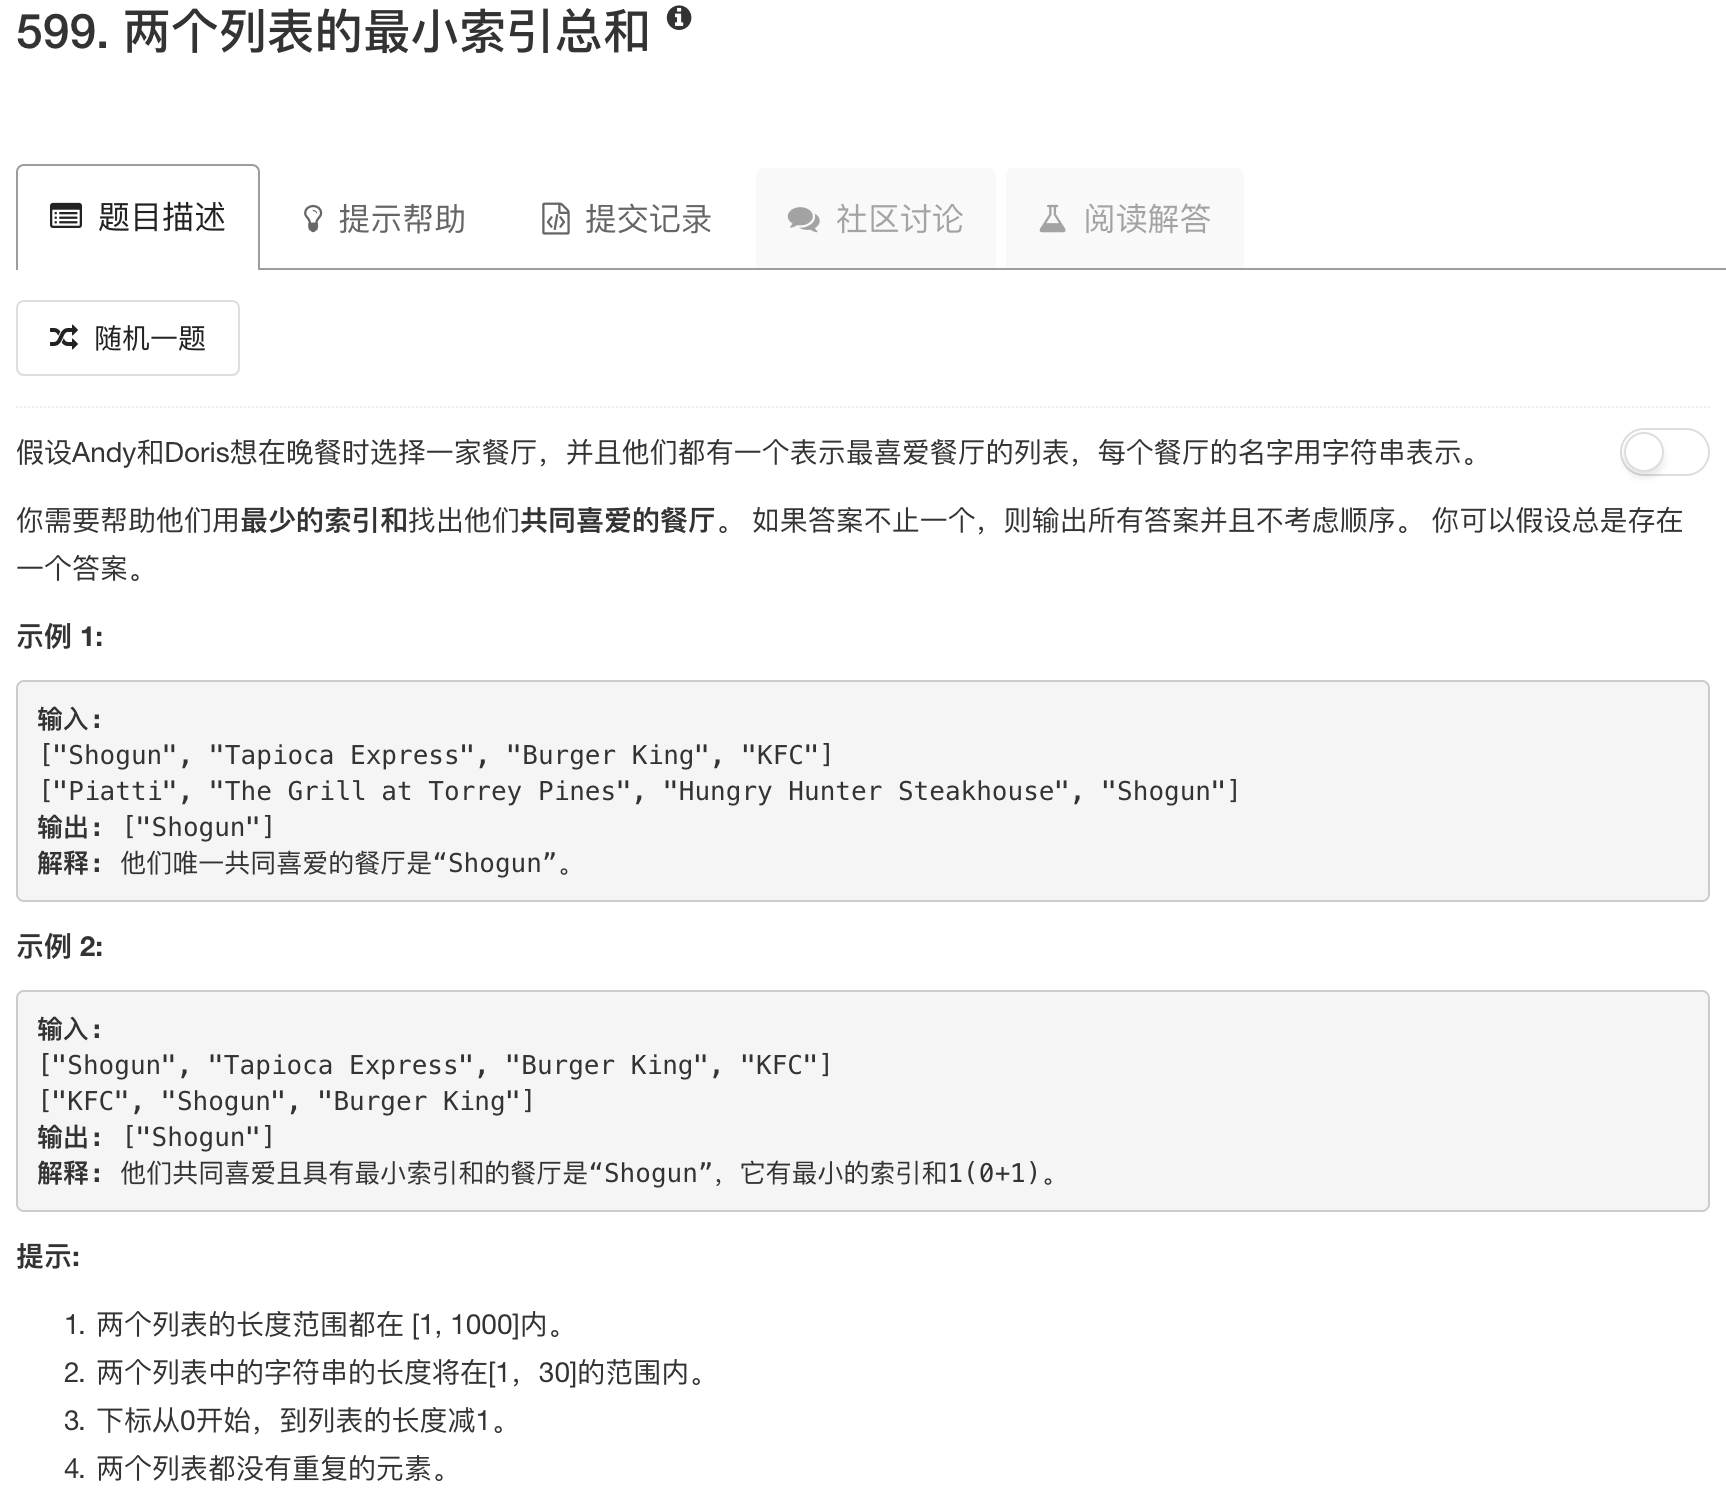 599. 两个列表的最小索引总和
题目描述
提示帮助
提交记录
社区讨论
阅读解答
随机一题
假设Andy和Doris想在晚餐时选择一家餐厅，并且他们都有一个表示最喜爱餐厅的列表，每个餐厅的名字用字符串表示。
你需要帮助他们用最少的索引和找出他们共同喜爱的餐厅。 如果答案不止一个，则输出所有答案并且不考虑顺序。 你可以假设总是存在
一个答案。
示例 1:
输入:
["Shogun", "Tapioca Express", "Burger King", "KFC"]
["Piatti", "The Grill at Torrey Pines", "Hungry Hunter Steakhouse", "Shogun"]
输出: ["Shogun"]
解释: 他们唯一共同喜爱的餐厅是“Shogun”。
示例 2:
输入:
["Shogun", "Tapioca Express", "Burger King", "KFC"]
["KFC", "Shogun", "Burger King"]
输出: ["Shogun"]
解释: 他们共同喜爱且具有最小索引和的餐厅是“Shogun”，它有最小的索引和1(0+1)。
提示:
1. 两个列表的长度范围都在 [1, 1000]内。
2. 两个列表中的字符串的长度将在[1，30]的范围内。
3. 下标从0开始，到列表的长度减1。
4. 两个列表都没有重复的元素。